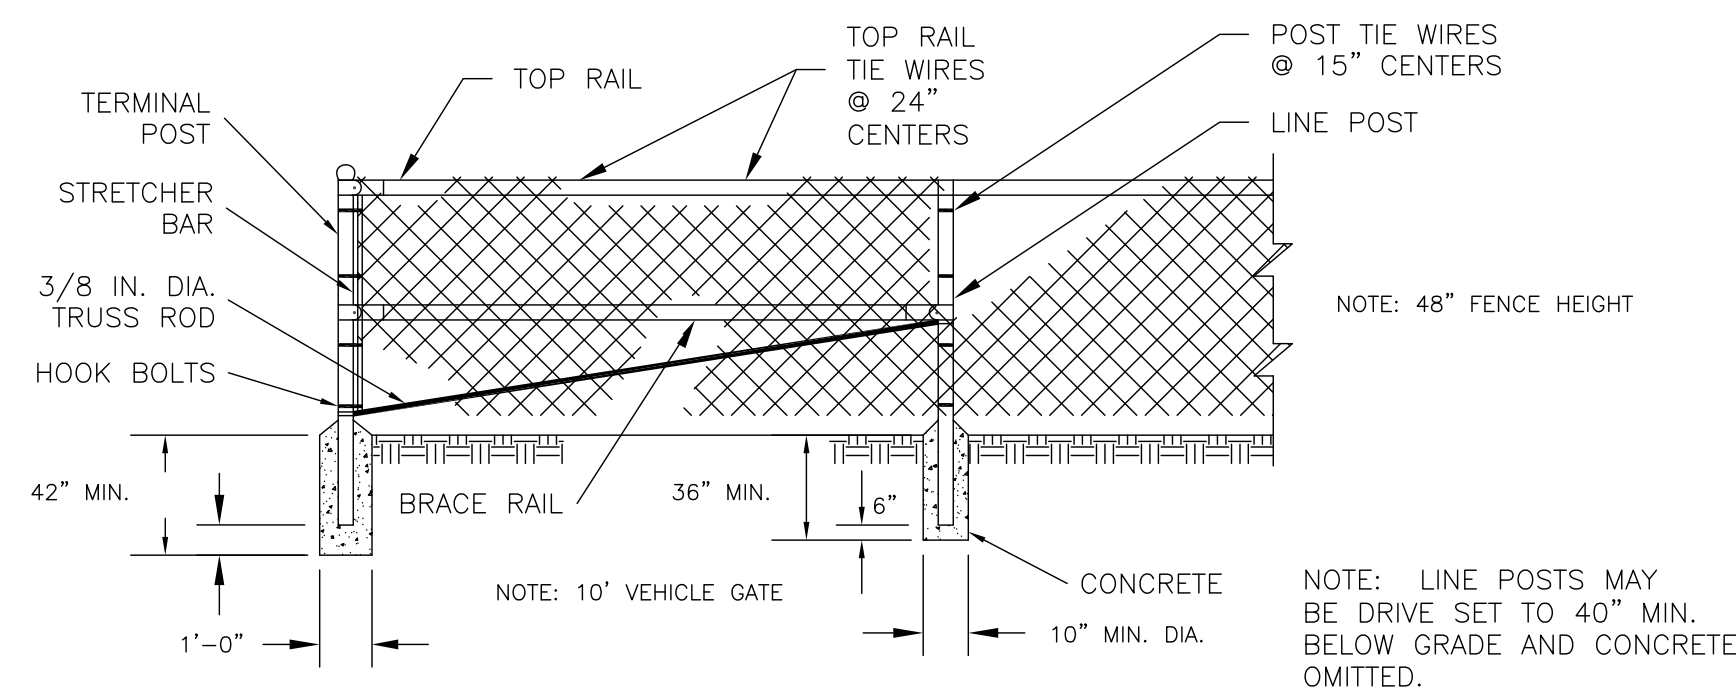 TERMINAL
POST
TOP RAIL
TOP RAIL
TIE WIRES
@ 24”
CENTERS
POST TIE WIRES
@ 15” CENTERS
LINE POST
STRETCHER
BAR
3/8 IN. DIA.
TRUSS ROD
HOOK BOLTS
NOTE: 48” FENCE HEIGHT
42” MIN.
BRACE RAIL
36” MIN.
6”
1’-0”
NOTE: 10’ VEHICLE GATE
CONCRETE
10” MIN. DIA.
NOTE: LINE POSTS MAY
BE DRIVE SET TO 40” MIN.
BELOW GRADE AND CONCRETE
OMITTED.